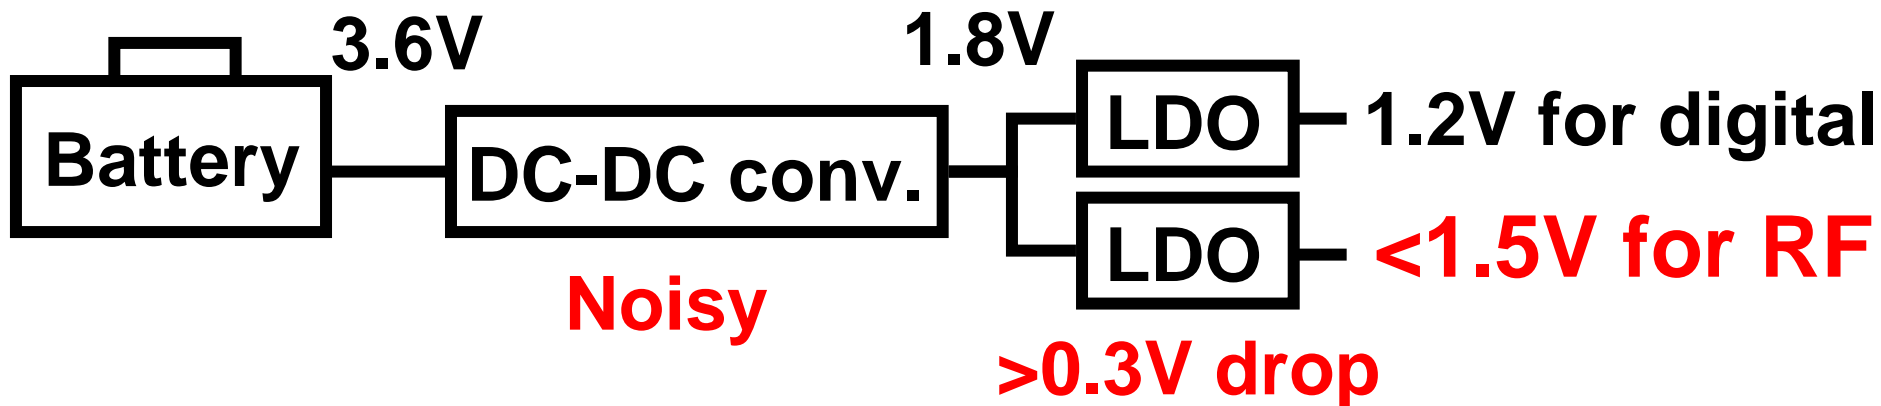 3.6V
1.8V
Battery
DC-DC conv.
LDO
1.2V for digital
LDO
<1.5V for RF
Noisy
>0.3V drop